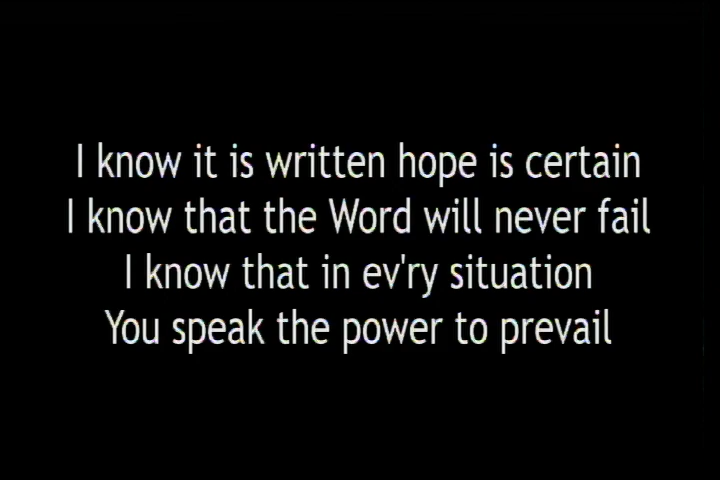 I know it is written hope is certain
I know that the Word will never fail
I know that in ev'ry situation
You speak the power to prevail